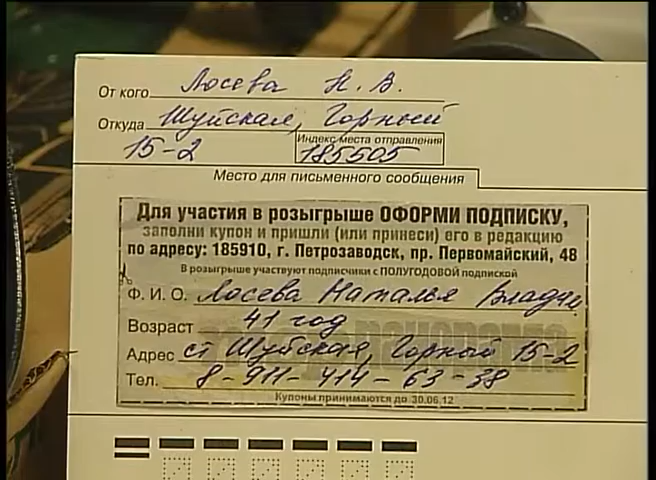 От кого Лосева Н. В.
Откуда Шуйская, Горный
15-2
Индекс места отправления
185505
Место для письменного сообщения
Для участия в розыгрыше ОФОРМИ ПОДПИСКУ,
заполни купон и пришли (или принеси) его в редакцию
по адресу: 185910, г. Петрозаводск, пр. Первомайский, 48
В розыгрыше участвуют подписчики с ПОЛУГОДОВОЙ подпиской
Ф. И. О. Лосева Наталья
Возраст 41 год
Адрес ст Шуйская, Горный 15-2
Тел. 8-911-414-63-38
Купоны принимаются до 30.06.12